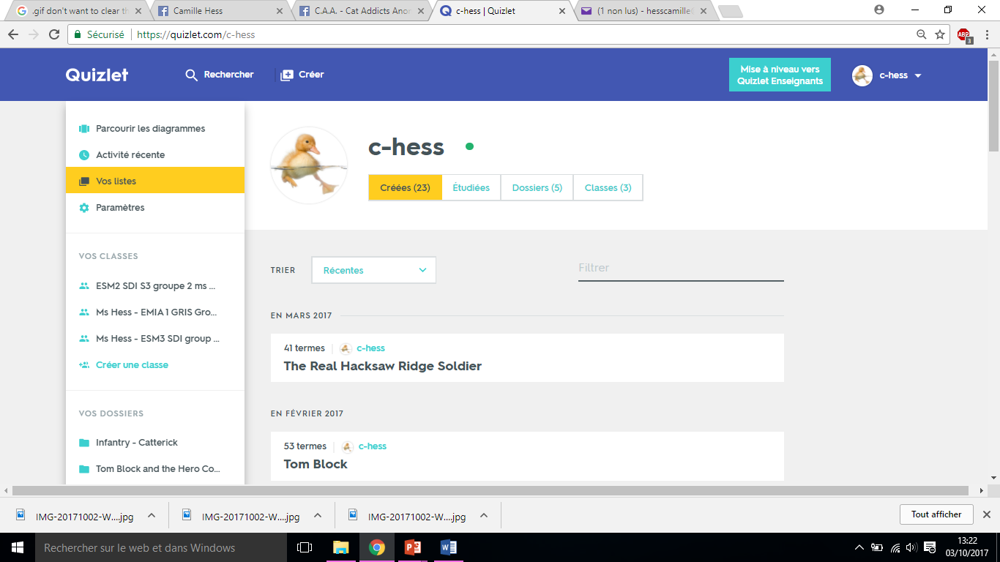 .gif don't want to clear th
Camille Hess
C.A.A. - Cat Addicts Anon
c-hess | Quizlet
(1 non lus) - hesscamille
Sécurisé
https://quizlet.com/c-hess
ABP
3
Quizlet
Rechercher
Créer
Mise à niveau vers
Quizlet Enseignants
c-hess
Parcourir les diagrammes
Activité récente
Vos listes
Paramètres
VOS CLASSES
ESM2 SDI S3 groupe 2 ms ...
Ms Hess - EMIA 1 GRIS Gro...
Ms Hess - ESM3 SDI group ...
Créer une classe
VOS DOSSIERS
Infantry - Catterick
Tom Block and the Hero Co...
c-hess
Créées (23)
Étudiées
Dossiers (5)
Classes (3)
TRIER
Récentes
Filtrer
EN MARS 2017
41 termes
c-hess
The Real Hacksaw Ridge Soldier
EN FÉVRIER 2017
53 termes
c-hess
Tom Block
IMG-20171002-W....jpg
IMG-20171002-W....jpg
IMG-20171002-W....jpg
Tout afficher
Rechercher sur le web et dans Windows
13:22
03/10/2017